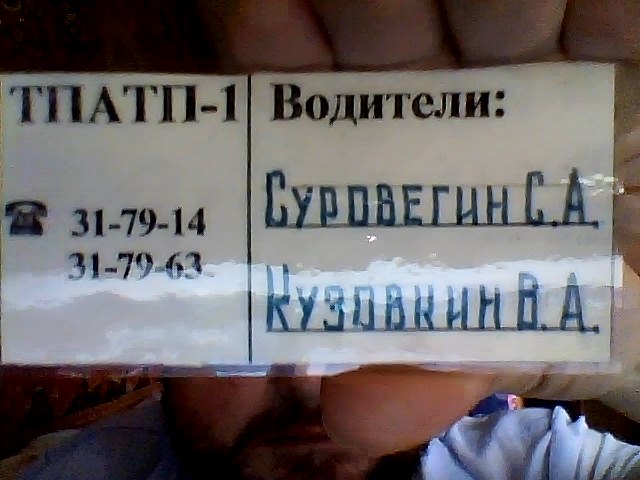 ТПАТП-1
☎ 31-79-14
31-79-63
Водители:
Суровегин С.А.
Кузовкин В.А.